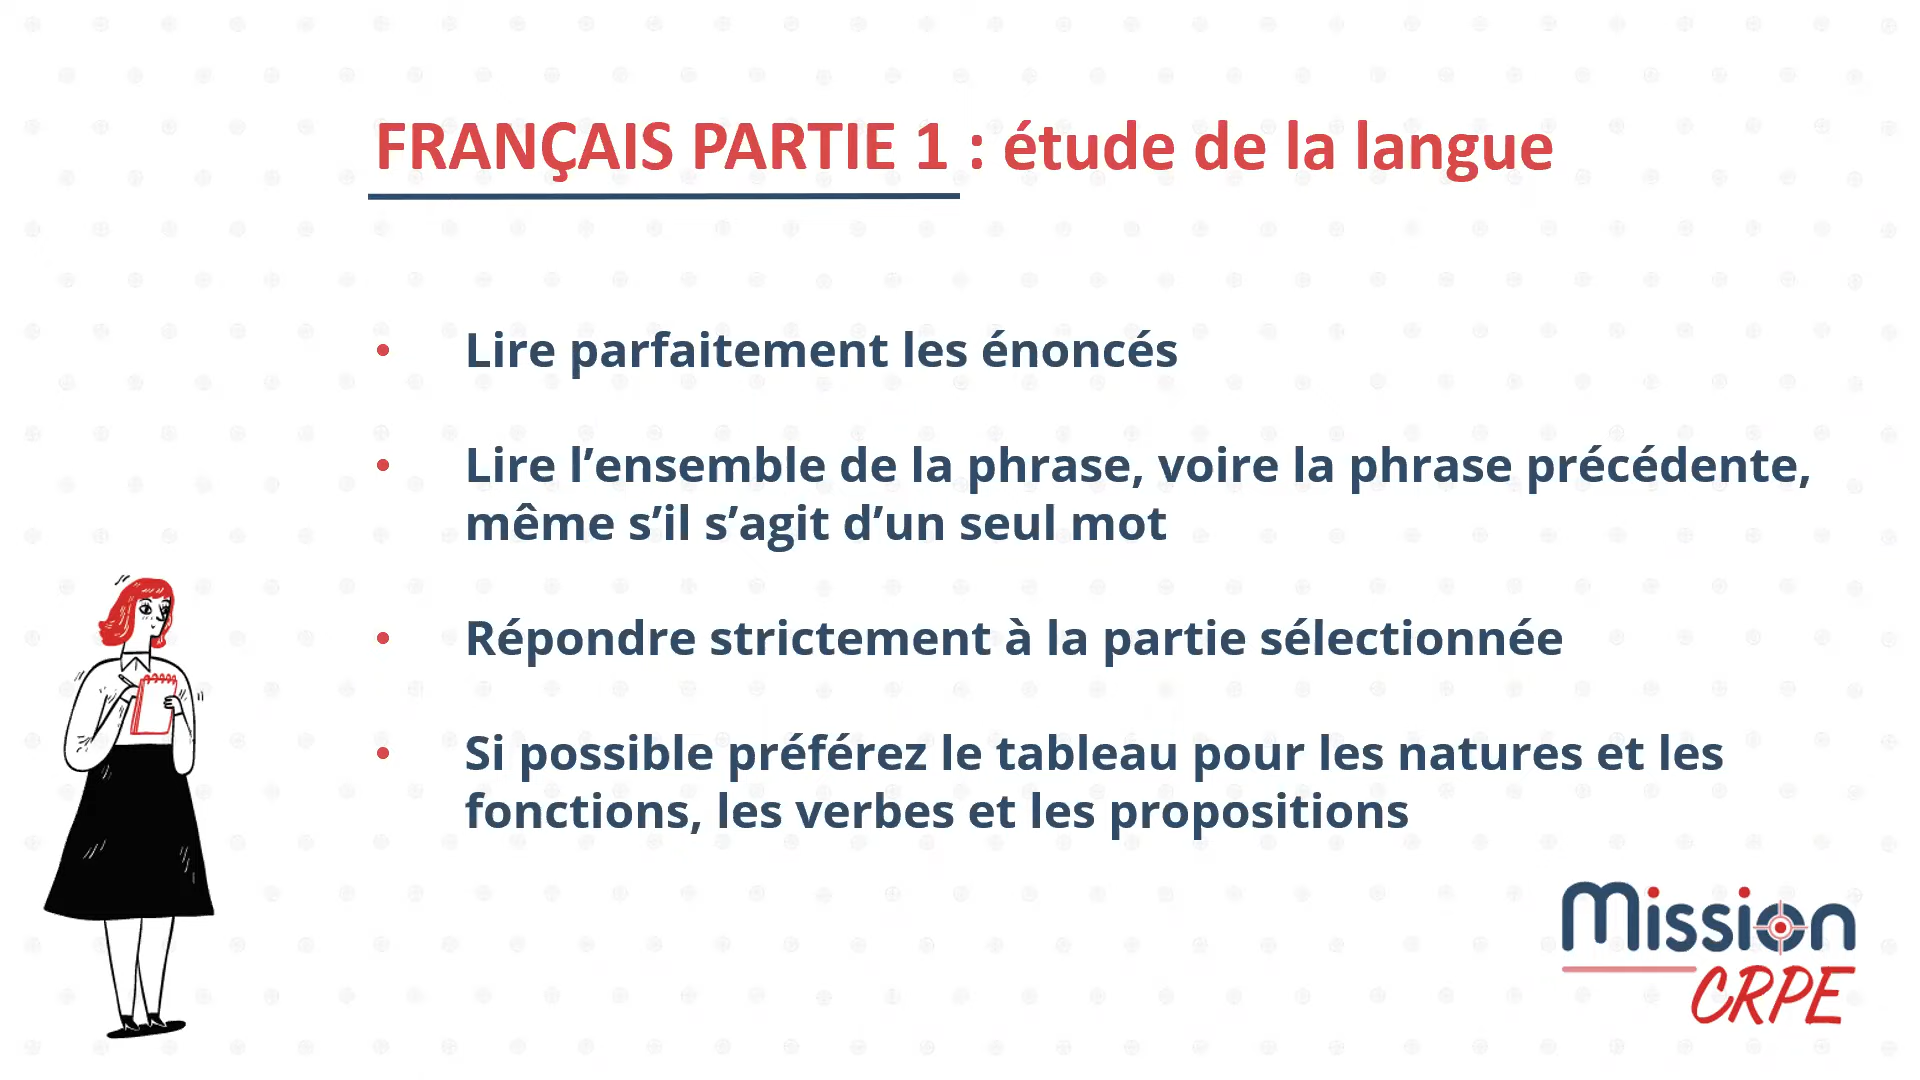 FRANÇAIS PARTIE 1 : étude de la langue
• Lire parfaitement les énoncés
• Lire l’ensemble de la phrase, voire la phrase précédente,
même s’il s’agit d’un seul mot
• Répondre strictement à la partie sélectionnée
• Si possible préférez le tableau pour les natures et les
fonctions, les verbes et les propositions
Mission
CRPE